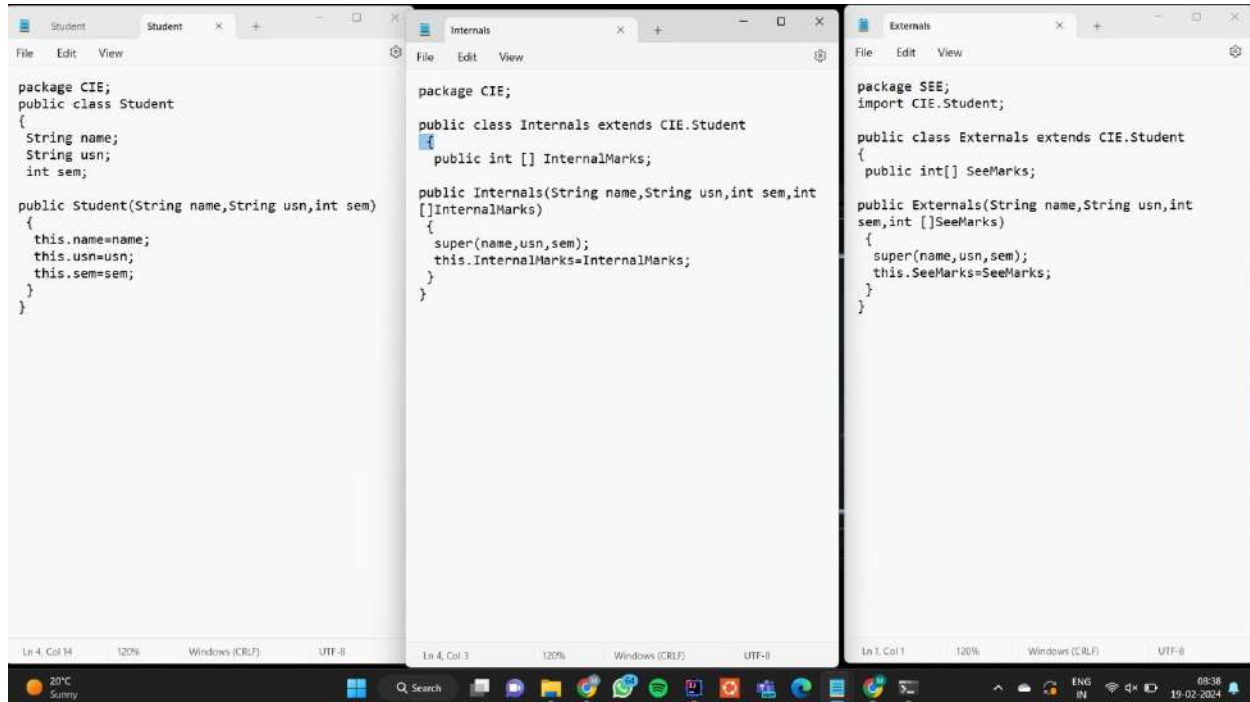 Student
Student
File Edit View
package CIE;
public class Student
{
String name;
String usn;
int sem;
public Student(String name,String usn,int sem)
{
this.name=name;
this.usn=usn;
this.sem=sem;
}
}
Ln 4, Col 14 120% Windows (CRLF) UTF-8
Internals
File Edit View
package CIE;
public class Internals extends CIE.Student
{
public int [] InternalMarks;
public Internals(String name,String usn,int sem,int
[]InternalMarks)
{
super(name,usn,sem);
this.InternalMarks=InternalMarks;
}
}
Ln 4, Col 3 120% Windows (CRLF) UTF-8
Externals
File Edit View
package SEE;
import CIE.Student;
public class Externals extends CIE.Student
{
public int[] SeeMarks;
public Externals(String name,String usn,int
sem,int []SeeMarks)
{
super(name,usn,sem);
this.SeeMarks=SeeMarks;
}
}
Ln 1, Col 1 120% Windows (CRLF) UTF-8
20°C
Sunny
Search
64
ENG
IN
08:38
19-02-2024